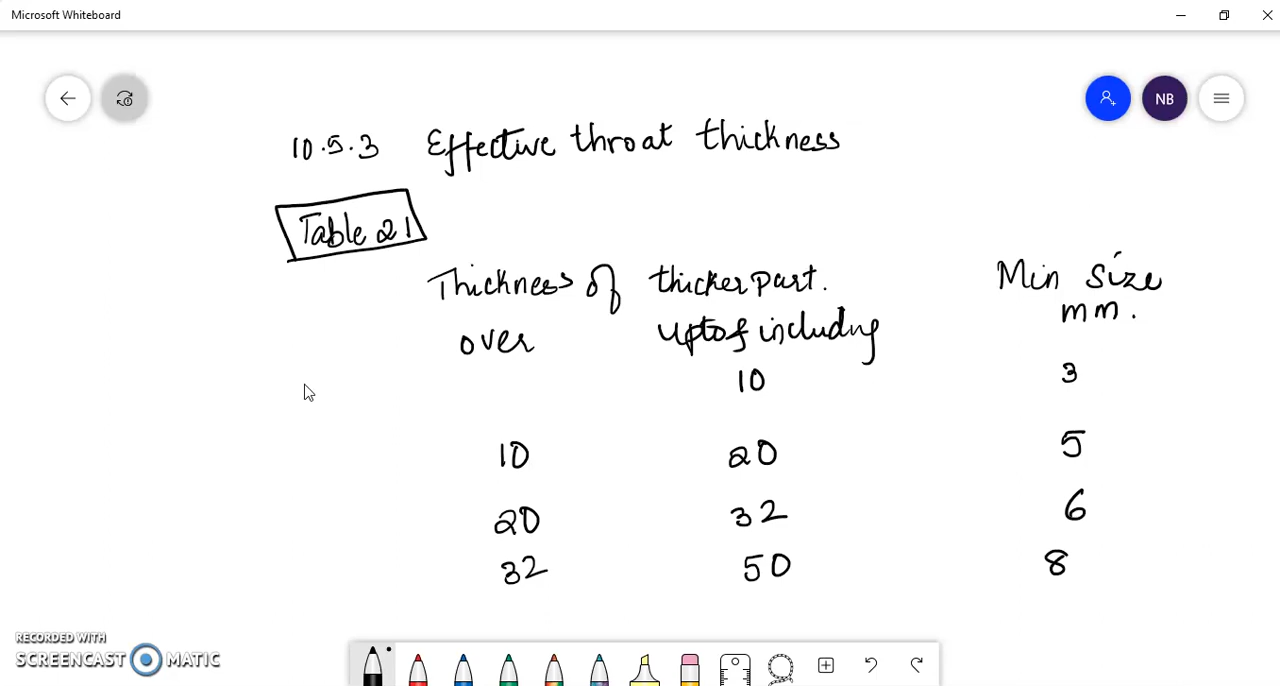 Microsoft Whiteboard
NB
10.5.3 Effective throat thickness
Table 21
Thickness of thicker part. Min size
over upto & including mm.
10 3
10 20 5
20 32 6
32 50 8
RECORDED WITH
SCREENCAST MATIC